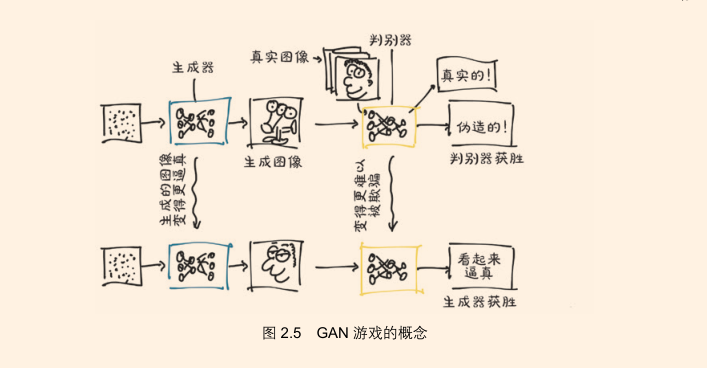 判别器
真实图像
生成器
真实的!
伪造的!
生成图像
判别器获胜
生成的图像
变得更逼真
变得更难以
被欺骗
看起来
逼真
生成器获胜
图 2.5 GAN 游戏的概念